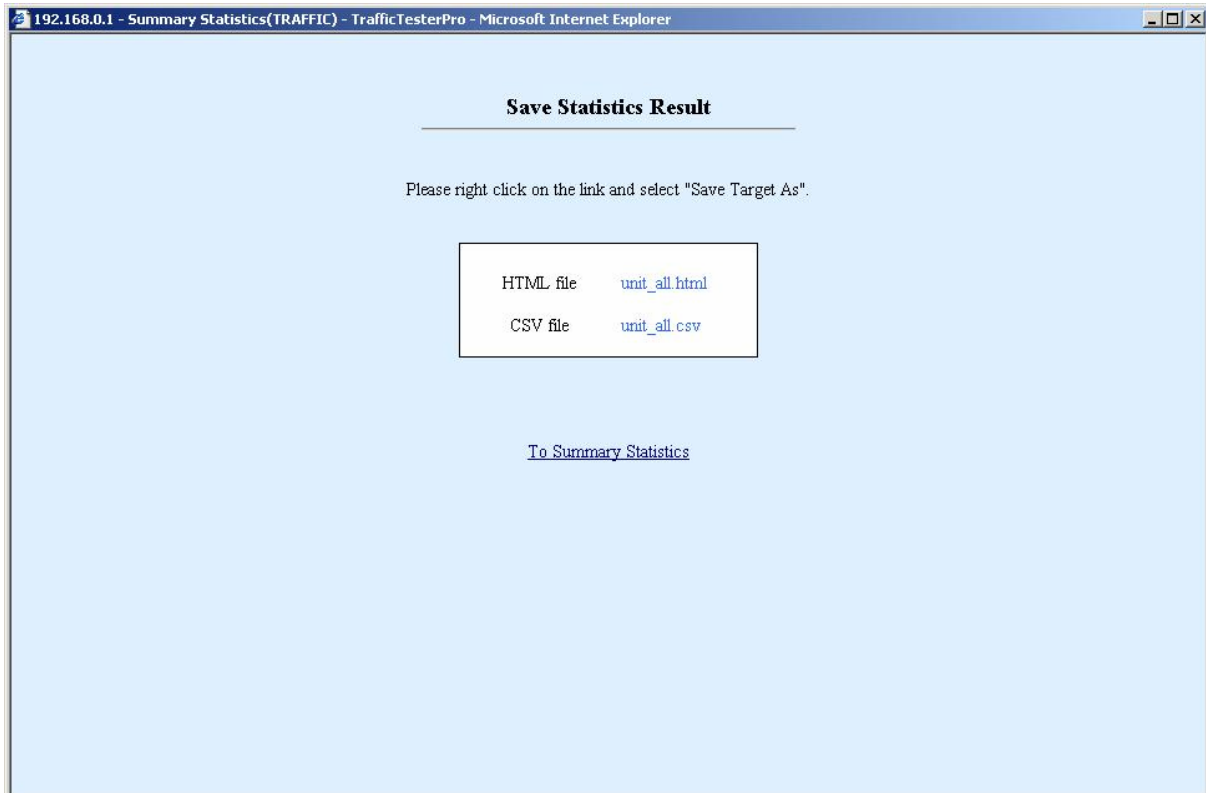 192.168.0.1 - Summary Statistics(TRAFFIC) - TrafficTesterPro - Microsoft Internet Explorer
Save Statistics Result
Please right click on the link and select "Save Target As".
HTML file unit_all.html
CSV file unit_all.csv
To Summary Statistics